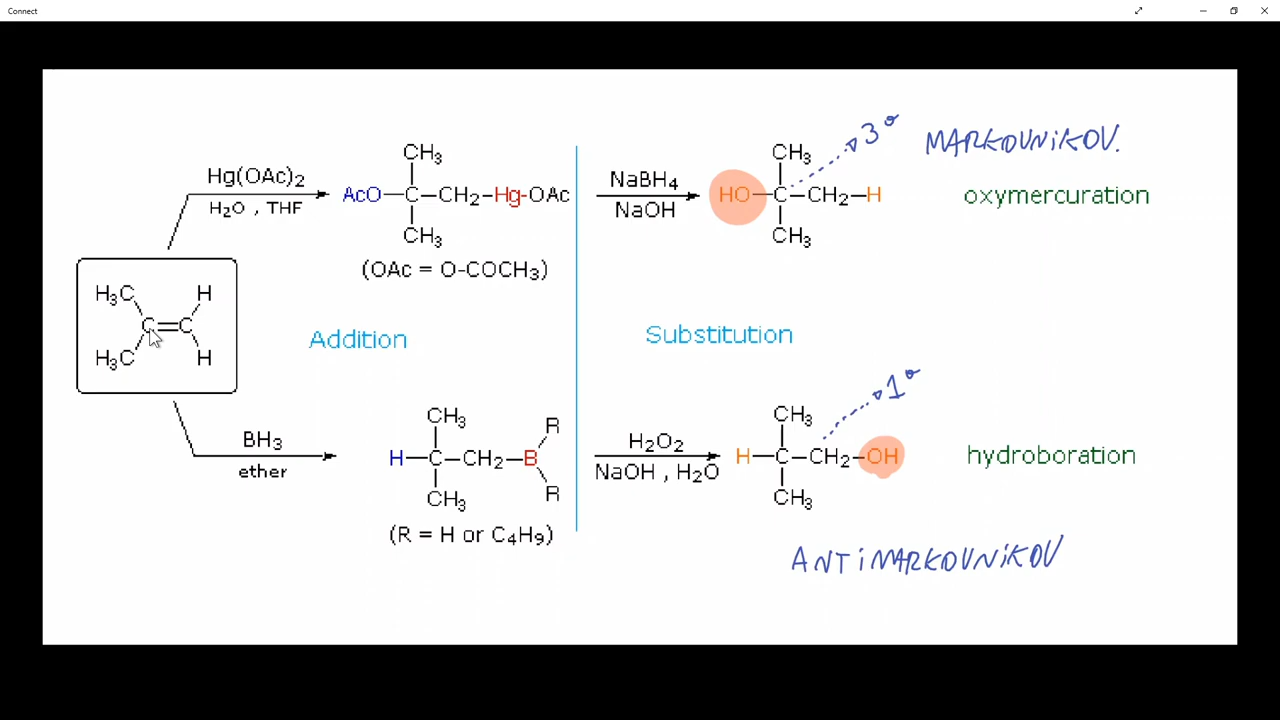 Connect
Hg(OAc)2
H2O , THF
CH3
AcO—C—CH2—Hg-OAc
CH3
(OAc = O-COCH3)
NaBH4
NaOH
CH3
HO—C—CH2—H
CH3
3°
MARKOVNIKOV.
oxymercuration
H3C H
C=C
H3C H
Addition
Substitution
BH3
ether
CH3
R
H—C—CH2—B
CH3
R
(R = H or C4H9)
H2O2
NaOH , H2O
CH3
H—C—CH2—OH
CH3
1°
hydroboration
ANTIMARKOVNIKOV